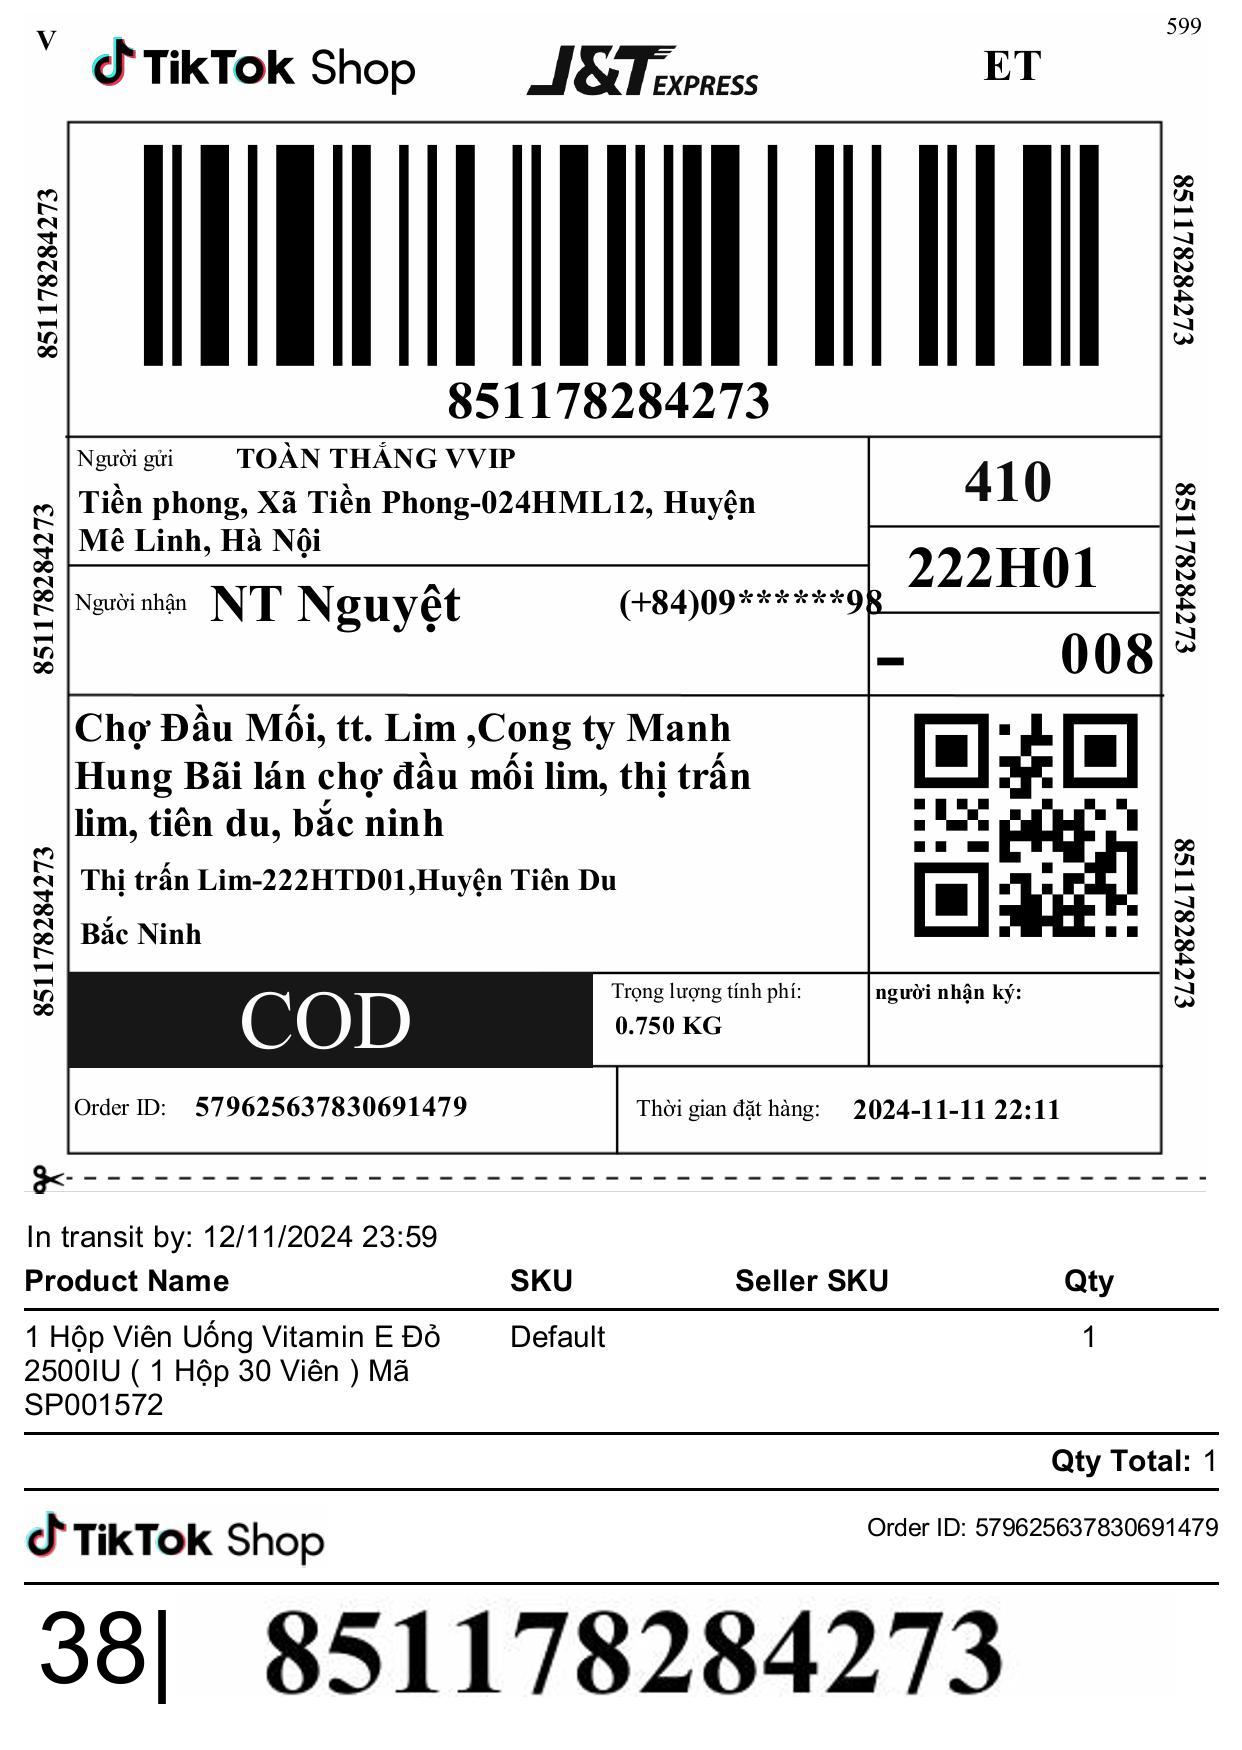 599
V
TikTok Shop
J&T EXPRESS
ET
851178284273
851178284273
851178284273
Người gửi TOÀN THẮNG VVIP
Tiền phong, Xã Tiền Phong-024HML12, Huyện
Mê Linh, Hà Nội
410
222H01
851178284273
851178284273
Người nhận NT Nguyệt (+84)09******98
- 008
Chợ Đầu Mối, tt. Lim ,Cong ty Manh
Hung Bãi lán chợ đầu mối lim, thị trấn
lim, tiên du, bắc ninh
Thị trấn Lim-222HTD01,Huyện Tiên Du
Bắc Ninh
851178284273
851178284273
COD
Trọng lượng tính phí:
0.750 KG
người nhận ký:
Order ID: 579625637830691479
Thời gian đặt hàng: 2024-11-11 22:11
In transit by: 12/11/2024 23:59
Product Name SKU Seller SKU Qty
1 Hộp Viên Uống Vitamin E Đỏ Default 1
2500IU ( 1 Hộp 30 Viên ) Mã
SP001572
Qty Total: 1
TikTok Shop
Order ID: 579625637830691479
38| 851178284273